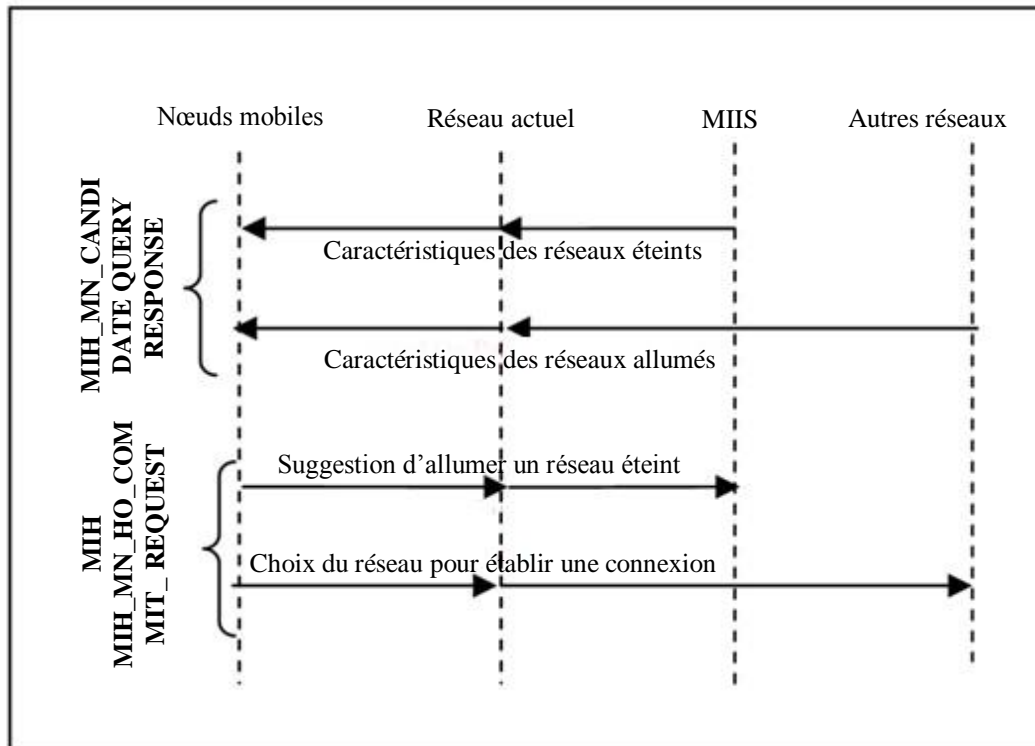 Nœuds mobiles
Réseau actuel
MIIS
Autres réseaux
MIH_MN_CANDI
DATE QUERY
RESPONSE
Caractéristiques des réseaux éteints
Caractéristiques des réseaux allumés
MIH
MIH_MN_HO_COM
MIT_ REQUEST
Suggestion d’allumer un réseau éteint
Choix du réseau pour établir une connexion